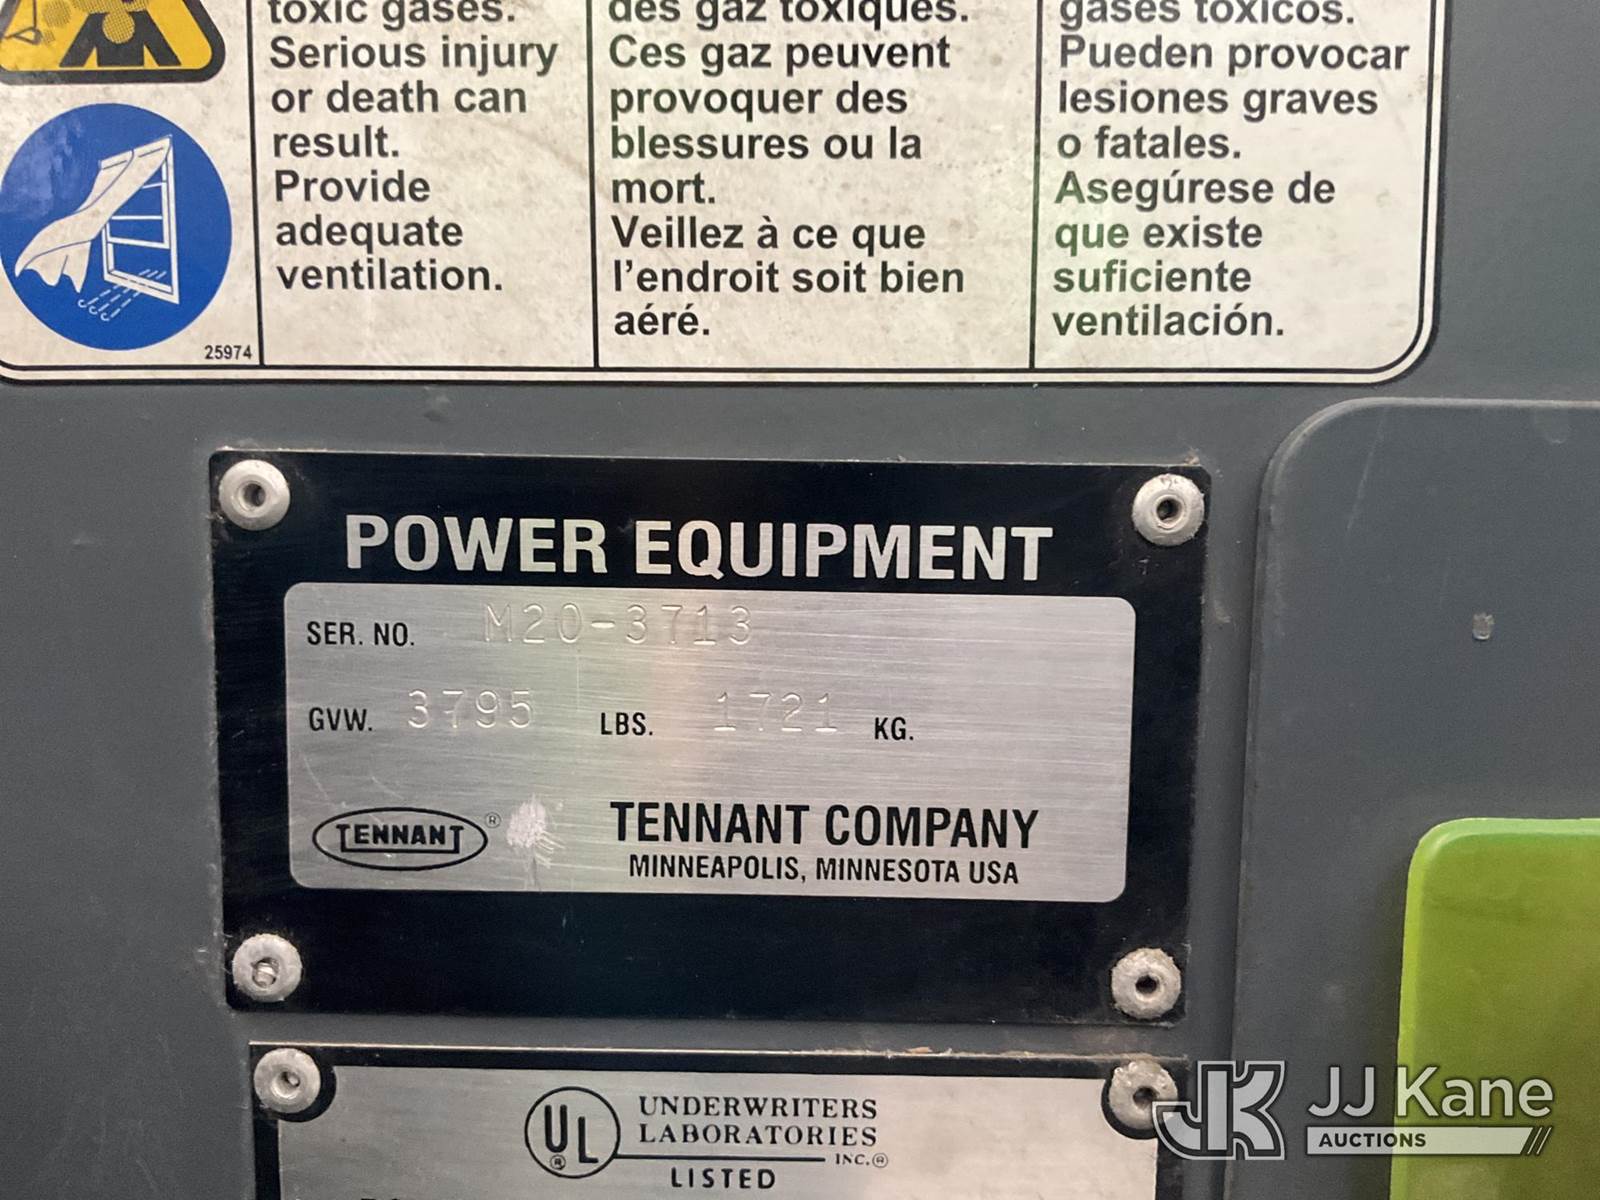 toxic gases.
Serious injury
or death can
result.
Provide
adequate
ventilation.
des gaz toxiques.
Ces gaz peuvent
provoquer des
blessures ou la
mort.
Veillez à ce que
l'endroit soit bien
aéré.
gases tóxicos.
Pueden provocar
lesiones graves
o fatales.
Asegúrese de
que existe
suficiente
ventilación.
25974
POWER EQUIPMENT
SER. NO. M20-3713
GVW. 3795 LBS. 1721 KG.
TENNANT ®
TENNANT COMPANY
MINNEAPOLIS, MINNESOTA USA
UL ®
UNDERWRITERS
LABORATORIES
INC.®
LISTED
JK JJ Kane
AUCTIONS